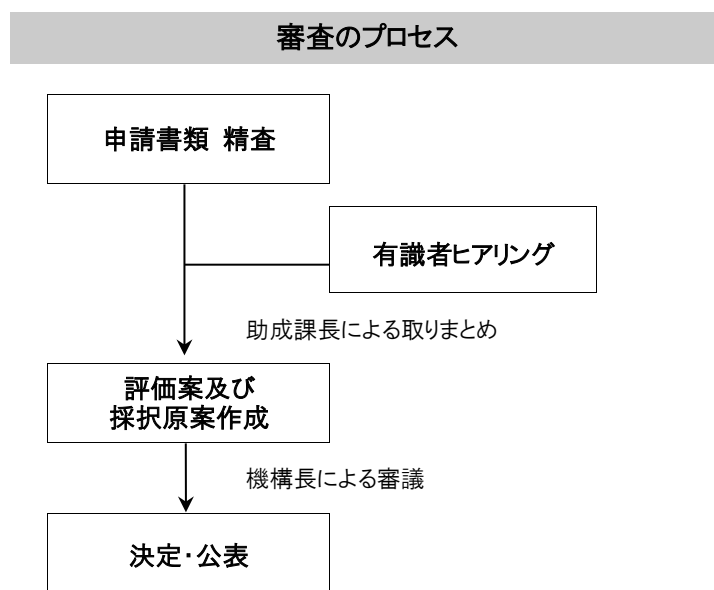 審査のプロセス
申請書類 精査
有識者ヒアリング
助成課長による取りまとめ
評価案及び
採択原案作成
機構長による審議
決定・公表